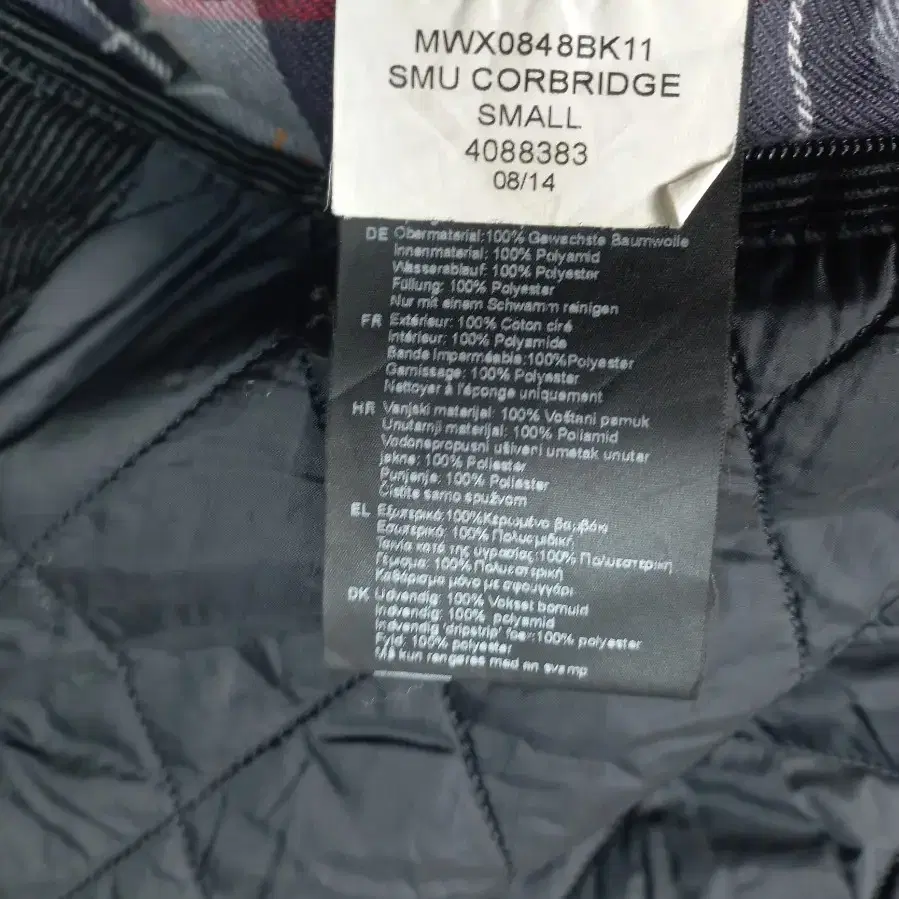 MWX0848BK11
SMU CORBRIDGE
SMALL
4088383
08/14
DE Obermaterial:100% Gewachste Baumwolle
Innenmaterial: 100% Polyamid
Wasserablauf: 100% Polyester
Füllung: 100% Polyester
Nur mit einem Schwamm reinigen
FR Extérieur: 100% Coton ciré
Intérieur: 100% Polyamide
Bande Imperméable:100%Polyester
Garnissage: 100% Polyester
Nettoyer à l'éponge uniquement
HR Vanjski materijal: 100% Voštani pamuk
Unutarnji materijal: 100% Poliamid
Vodonepropusni ušiveni umetak unutar
jakne: 100% Poliester
Punjenje: 100% Poliester
Čistite samo spužvom
EL Εξωτερικό:100%Κερωμένο βαμβάκι
Εσωτερικό: 100% Πολυαμιδική
Ταινία κατά της υγρασίας:100% Πολυεστερική
Γέμισμα: 100% Πολυεστερική
Καθάρισμα μόνο με σφουγγάρι
DK Udvendig: 100% Vokset bomuld
Indvendig: 100% polyamid
Indvendig 'dripstrip' foer:100% polyester
Fyld: 100% polyester
Må kun rengøres med en svamp